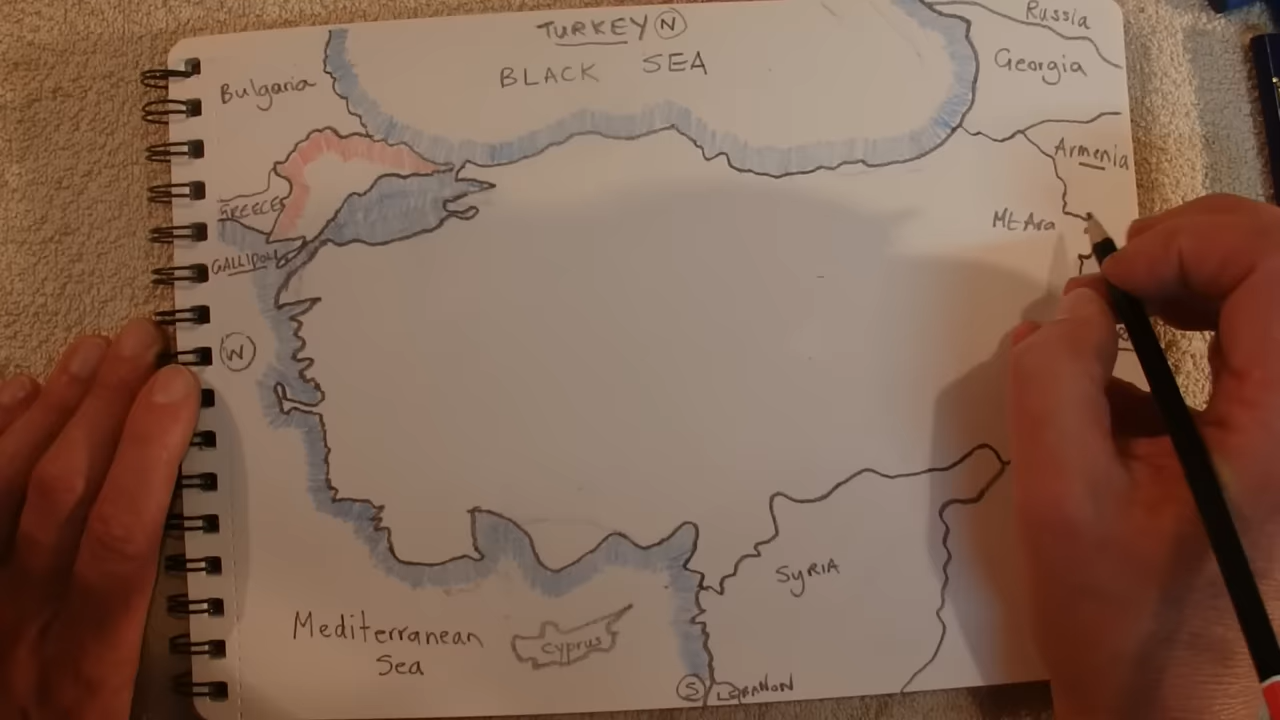 TURKEY N
Russia
BLACK SEA
Georgia
Bulgaria
Armenia
GREECE
Mt Ara
GALLIPOLI
W
SYRIA
Mediterranean
Sea
Cyprus
S LEBANON